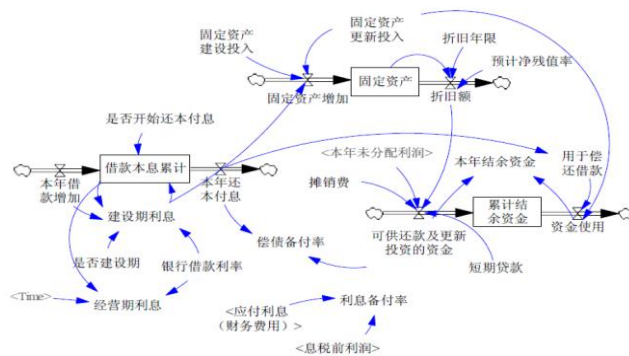 固定资产
建设投入
固定资产
更新投入
折旧年限
预计净残值率
固定资产
固定资产增加
折旧额
是否开始还本付息
借款本息累计
本年借
款增加
本年还
本付息
<本年未分配利润>
本年结余资金
用于偿
还借款
摊销费
累计结
余资金
建设期利息
可供还款及更新
投资的资金
资金使用
偿债备付率
是否建设期
银行借款利率
短期贷款
<Time>
经营期利息
<应付利息
（财务费用）>
利息备付率
<息税前利润>